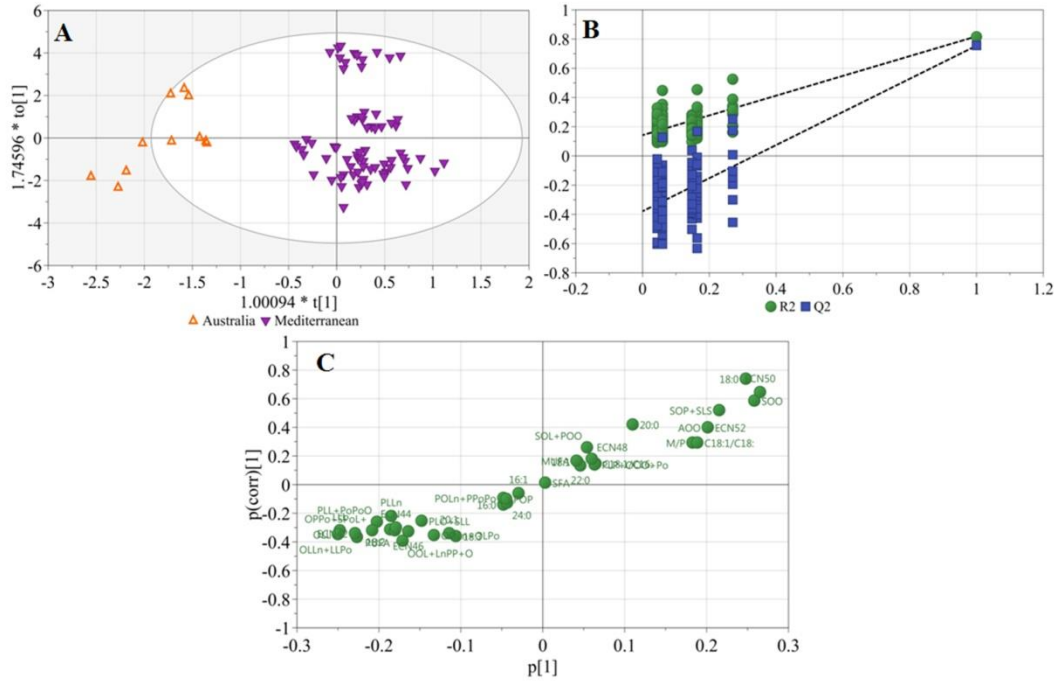 A
6
4
2
0
-2
-4
-6
1.74596 * to[1]
-3 -2.5 -2 -1.5 -1 -0.5 0 0.5 1 1.5 2
1.00094 * t[1]
Australia Mediterranean
B
1
0.8
0.6
0.4
0.2
0
-0.2
-0.4
-0.6
-0.8
-0.2 0 0.2 0.4 0.6 0.8 1 1.2
R2 Q2
C
1
0.8
0.6
0.4
0.2
0
-0.2
-0.4
-0.6
-0.8
-1
p(corr)[1]
18:0
SOO
SOP+SLS
20:0
AOO ECN52
M/P C18:1/C18:
SOL+POO
ECN48
22:0
SFA
16:1
POLn+PPoPo
16:0
24:0
PLLn
PLL+PoPoO
ECN44
ECN46
OLLn+LLPo
OOL+LnPP+O
-0.3 -0.2 -0.1 0 0.1 0.2 0.3
p[1]